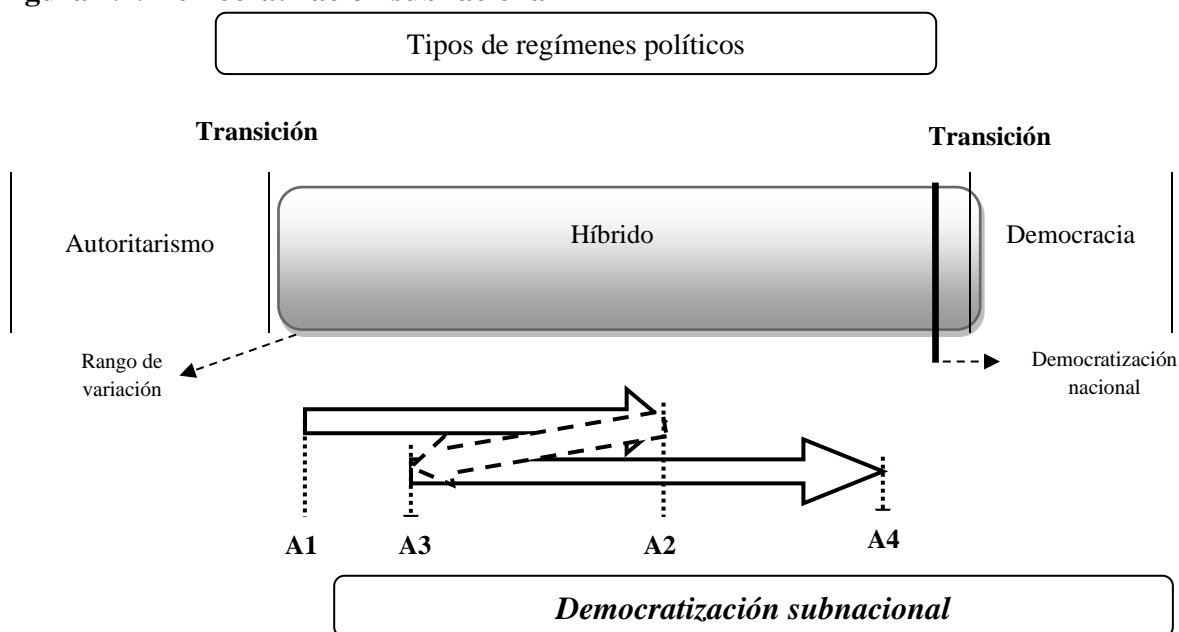 Tipos de regímenes políticos
Transición
Transición
Autoritarismo
Híbrido
Democracia
Rango de
variación
Democratización
nacional
A1
A3
A2
A4
Democratización subnacional